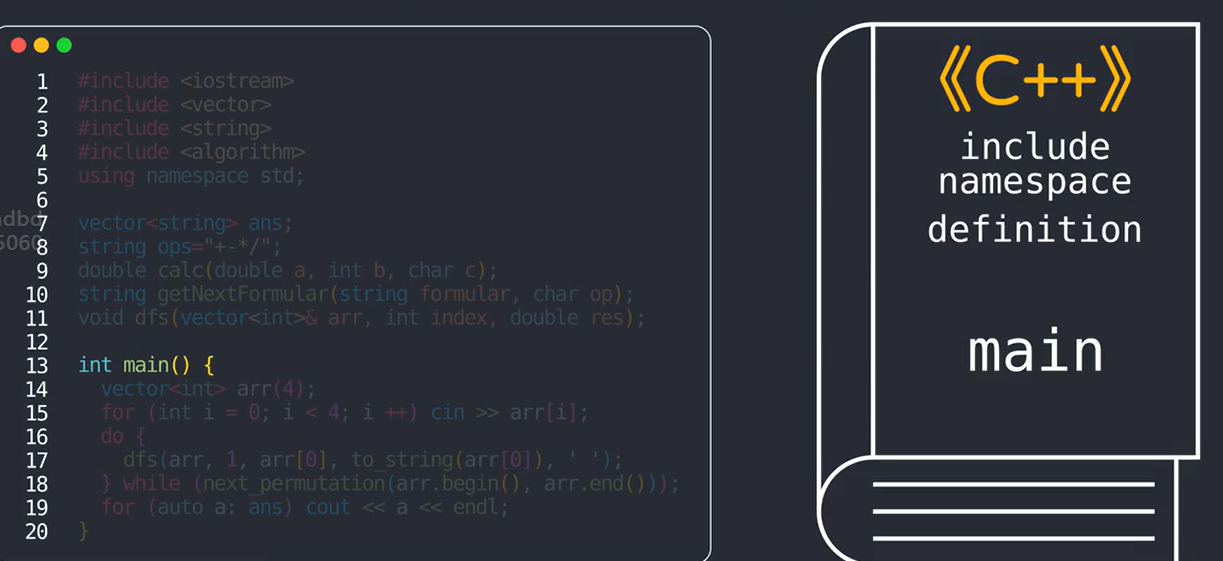 1 #include <iostream>
2 #include <vector>
3 #include <string>
4 #include <algorithm>
5 using namespace std;
6
7 vector<string> ans;
8 string ops="+-*/";
9 double calc(double a, int b, char c);
10 string getNextFormular(string formular, char op);
11 void dfs(vector<int>& arr, int index, double res);
12
13 int main() {
14 vector<int> arr(4);
15 for (int i = 0; i < 4; i ++) cin >> arr[i];
16 do {
17 dfs(arr, 1, arr[0], to_string(arr[0]), ' ');
18 } while (next_permutation(arr.begin(), arr.end()));
19 for (auto a: ans) cout << a << endl;
20 }
《C++》
include
namespace
definition
main